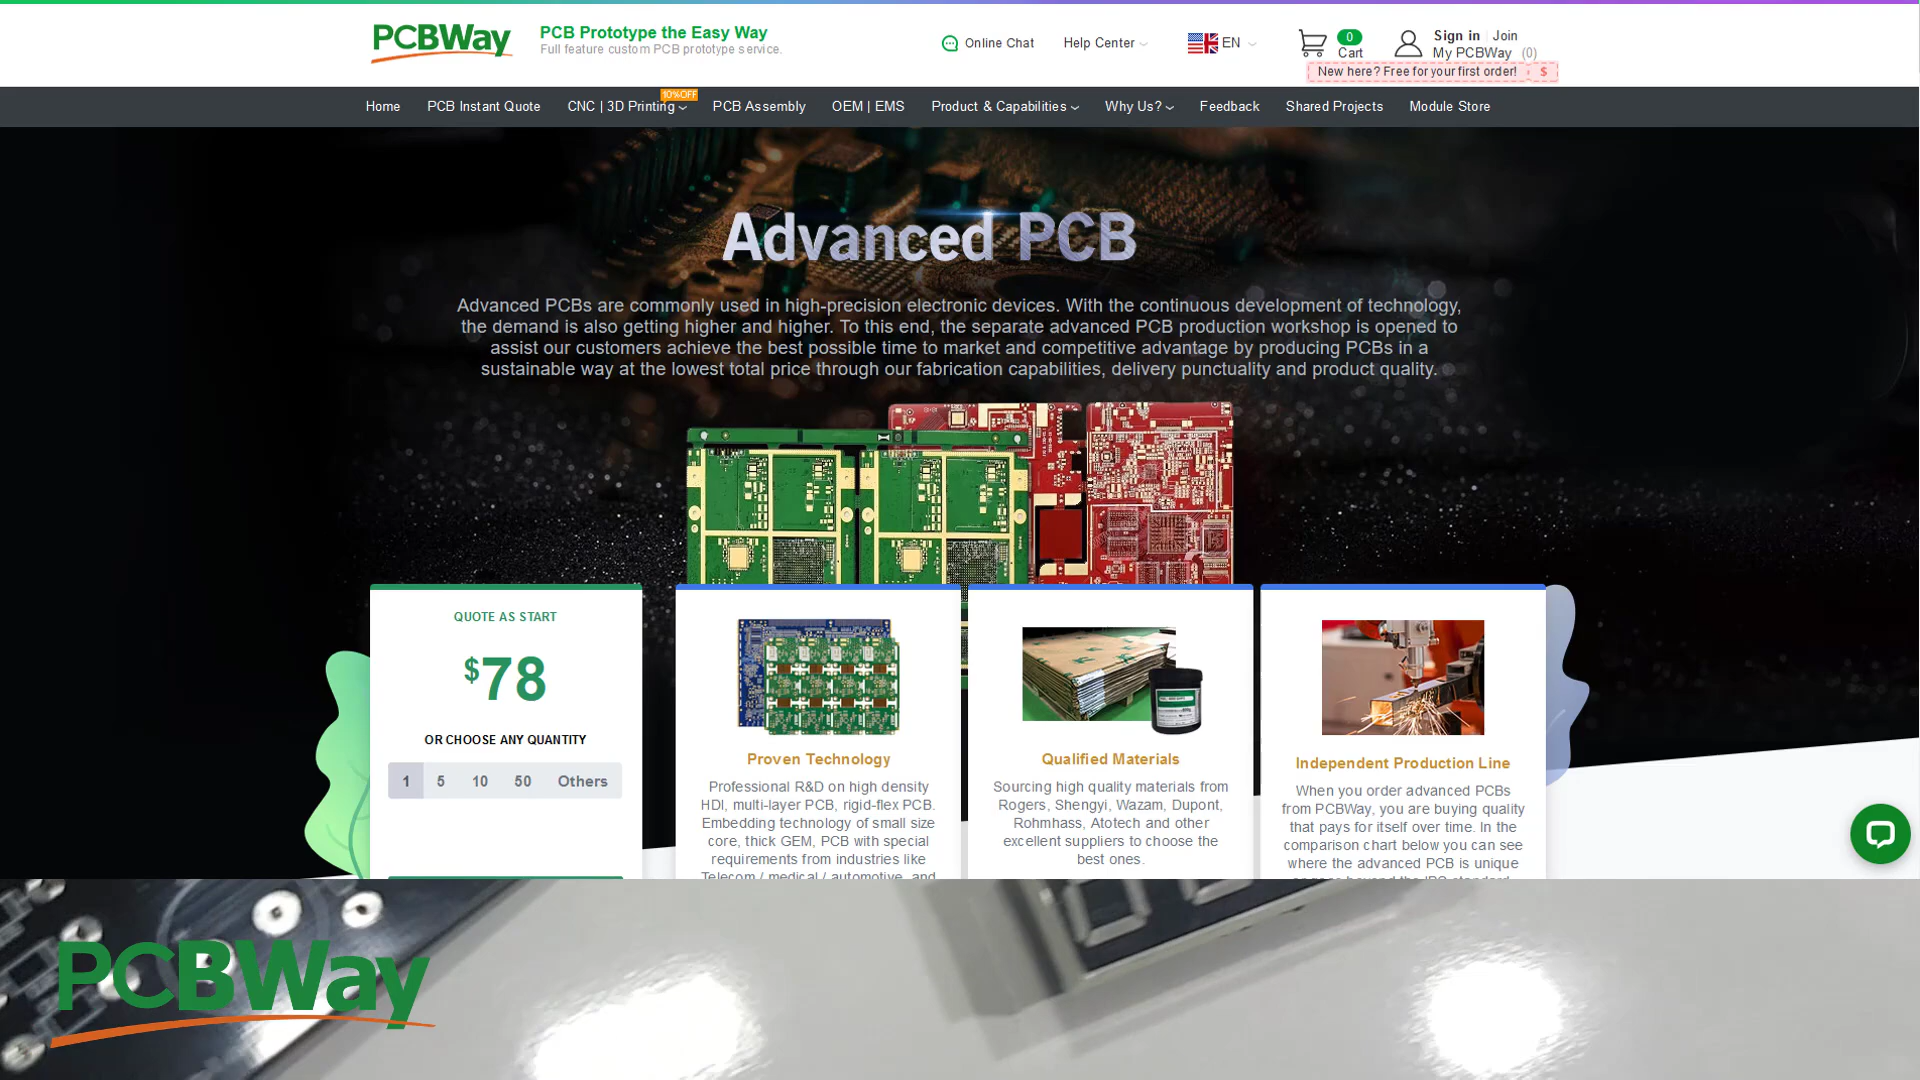 PCBWay
PCB Prototype the Easy Way
Full feature custom PCB prototype service.
Online Chat
Help Center
EN
0
Cart
Sign in
Join
My PCBWay (0)
New here? Free for your first order! $
Home
PCB Instant Quote
CNC | 3D Printing
10%OFF
PCB Assembly
OEM | EMS
Product & Capabilities
Why Us?
Feedback
Shared Projects
Module Store
Advanced PCB
Advanced PCBs are commonly used in high-precision electronic devices. With the continuous development of technology,
the demand is also getting higher and higher. To this end, the separate advanced PCB production workshop is opened to
assist our customers achieve the best possible time to market and competitive advantage by producing PCBs in a
sustainable way at the lowest total price through our fabrication capabilities, delivery punctuality and product quality.
QUOTE AS START
$78
OR CHOOSE ANY QUANTITY
1 5 10 50 Others
Proven Technology
Professional R&D on high density
HDI, multi-layer PCB, rigid-flex PCB.
Embedding technology of small size
core, thick GEM, PCB with special
requirements from industries like
Telecom / medical / automotive, and
Qualified Materials
Sourcing high quality materials from
Rogers, Shengyi, Wazam, Dupont,
Rohmhass, Atotech and other
excellent suppliers to choose the
best ones.
Independent Production Line
When you order advanced PCBs
from PCBWay, you are buying quality
that pays for itself over time. In the
comparison chart below you can see
where the advanced PCB is unique
PCBWay